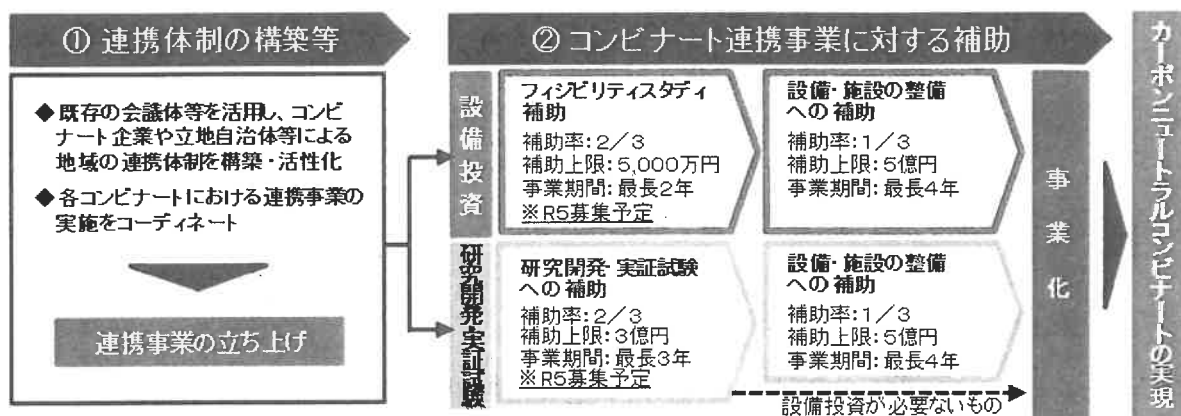 ① 連携体制の構築等
◆既存の会議体等を活用し、コンビ
ナート企業や立地自治体等による
地域の連携体制を構築・活性化
◆各コンビナートにおける連携事業の
実施をコーディネート
連携事業の立ち上げ
② コンビナート連携事業に対する補助
設備投資
フィジビリティスタディ
補助
補助率:2/3
補助上限:5,000万円
事業期間:最長2年
※R5募集予定
設備・施設の整備
への補助
補助率:1/3
補助上限:5億円
事業期間:最長4年
研究開発・実証試験
研究開発・実証試験
への補助
補助率:2/3
補助上限:3億円
事業期間:最長3年
※R5募集予定
設備・施設の整備
への補助
補助率:1/3
補助上限:5億円
事業期間:最長4年
設備投資が必要ないもの
事業化
カーボンニュートラルコンビナートの実現